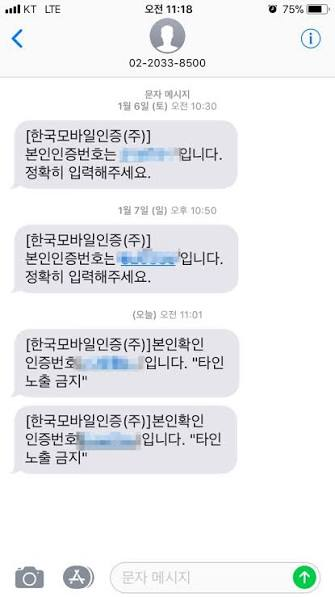 KT LTE 오전 11:18 75%
02-2033-8500
문자 메시지
1월 6일 (토) 오전 10:30
[한국모바일인증(주)]
본인인증번호는 입니다.
정확히 입력해주세요.
1월 7일 (일) 오후 10:50
[한국모바일인증(주)]
본인인증번호는 입니다.
정확히 입력해주세요.
(오늘) 오전 11:01
[한국모바일인증(주)]본인확인
인증번호 입니다. "타인
노출 금지"
[한국모바일인증(주)]본인확인
인증번호 입니다. "타인
노출 금지"
문자 메시지